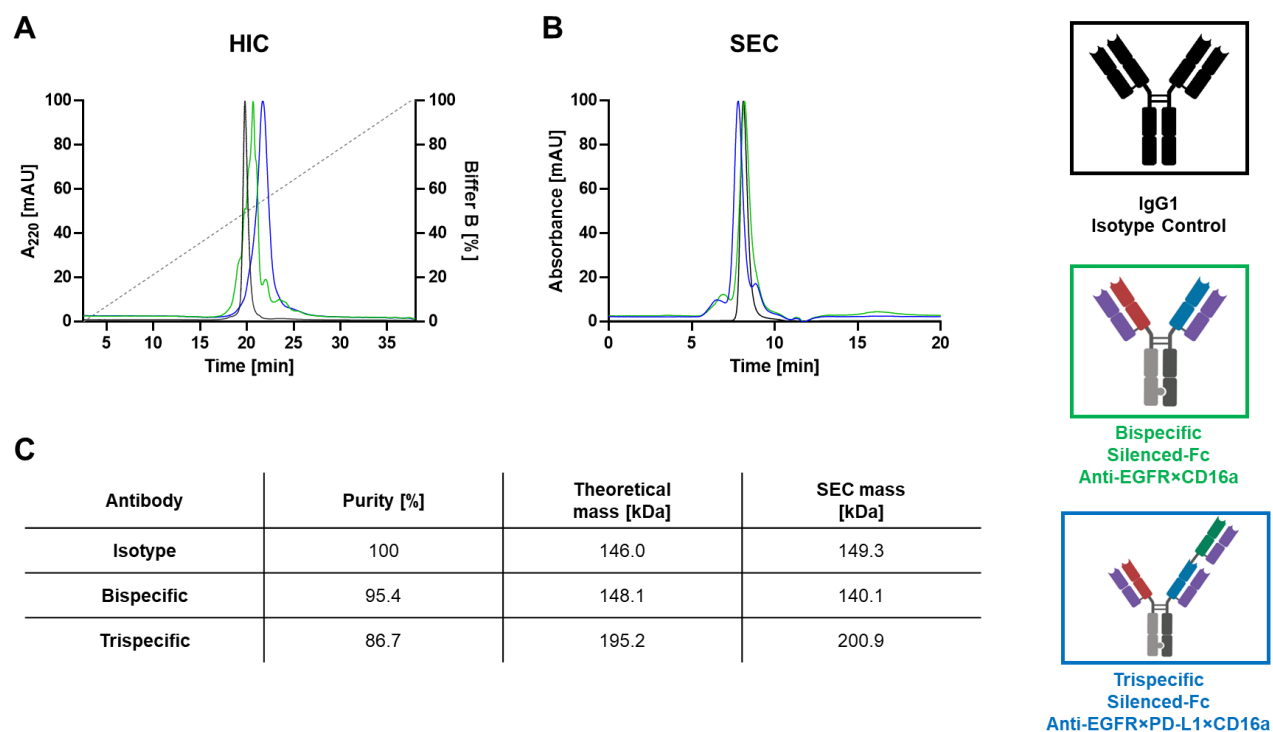 A
HIC
100
80
60
40
20
0
A220 [mAU]
100
80
60
40
20
0
Biffer B [%]
5
10
15
20
25
30
35
Time [min]
B
SEC
100
80
60
40
20
0
Absorbance [mAU]
0
5
10
15
20
Time [min]
IgG1
Isotype Control
Bispecific
Silenced-Fc
Anti-EGFR×CD16a
Trispecific
Silenced-Fc
Anti-EGFR×PD-L1×CD16a
C
Antibody Purity [%] Theoretical mass [kDa] SEC mass [kDa]
Isotype 100 146.0 149.3
Bispecific 95.4 148.1 140.1
Trispecific 86.7 195.2 200.9